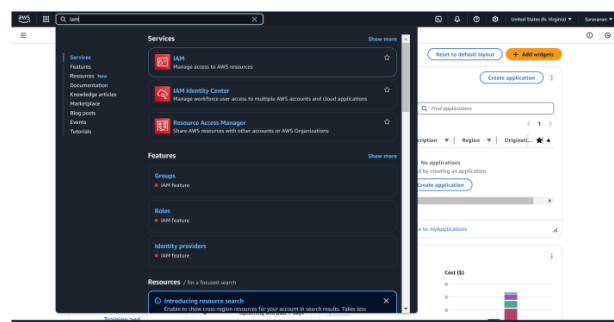 aws
iam
United States (N. Virginia)
Saravanan
Reset to default layout
+ Add widgets
Services
Features
Resources New
Documentation
Knowledge articles
Marketplace
Blog posts
Events
Tutorials
Services
Show more
IAM
Manage access to AWS resources
IAM Identity Center
Manage workforce user access to multiple AWS accounts and cloud applications
Resource Access Manager
Share AWS resources with other accounts or AWS Organizations
Features
Show more
Groups
IAM feature
Roles
IAM feature
Identity providers
IAM feature
Resources / for a focused search
Introducing resource search
Enable to show cross-region resources for your account in search results. Takes less
Create application
Find applications
1
cription
Region
Originati...
No applications
d by creating an application.
Create application
o to myApplications
Cost ($)
Training and